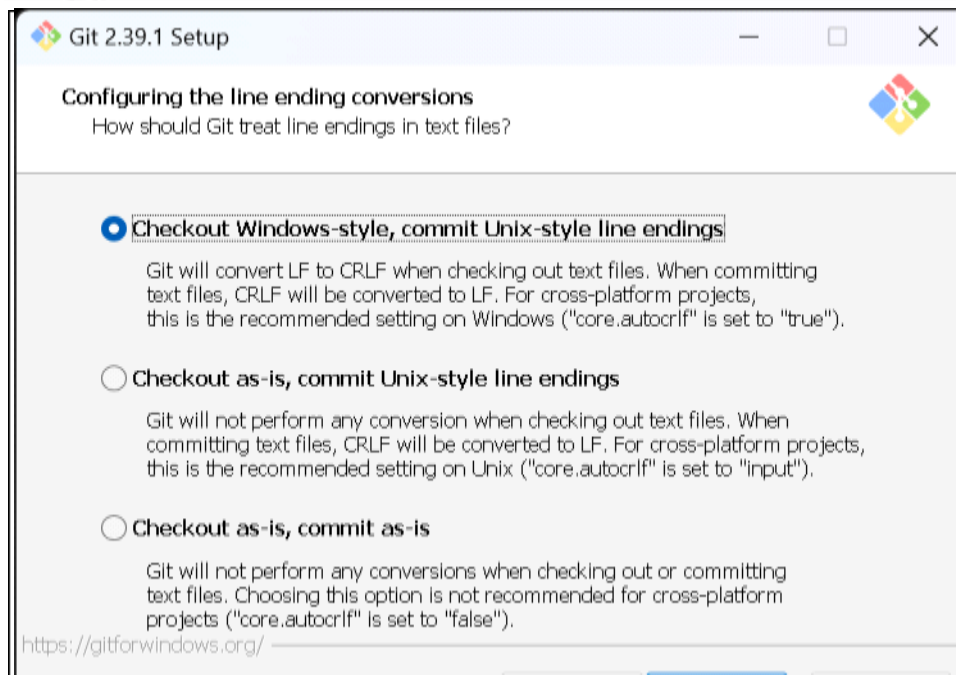 Git 2.39.1 Setup
Configuring the line ending conversions
How should Git treat line endings in text files?
Checkout Windows-style, commit Unix-style line endings
Git will convert LF to CRLF when checking out text files. When committing
text files, CRLF will be converted to LF. For cross-platform projects,
this is the recommended setting on Windows ("core.autocrlf" is set to "true").
Checkout as-is, commit Unix-style line endings
Git will not perform any conversion when checking out text files. When
committing text files, CRLF will be converted to LF. For cross-platform projects,
this is the recommended setting on Unix ("core.autocrlf" is set to "input").
Checkout as-is, commit as-is
Git will not perform any conversions when checking out or committing
text files. Choosing this option is not recommended for cross-platform
projects ("core.autocrlf" is set to "false").
https://gitforwindows.org/